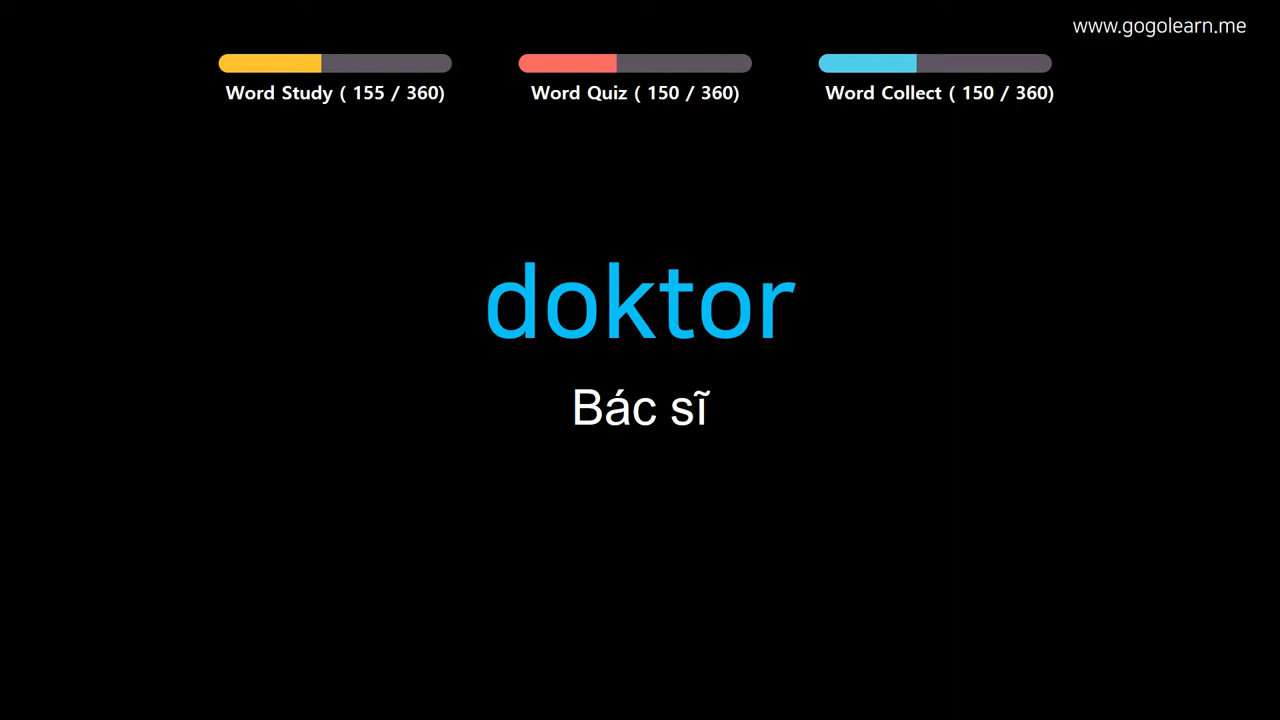 www.gogolearn.me
Word Study ( 155 / 360)
Word Quiz ( 150 / 360)
Word Collect ( 150 / 360)
doktor
Bác sĩ